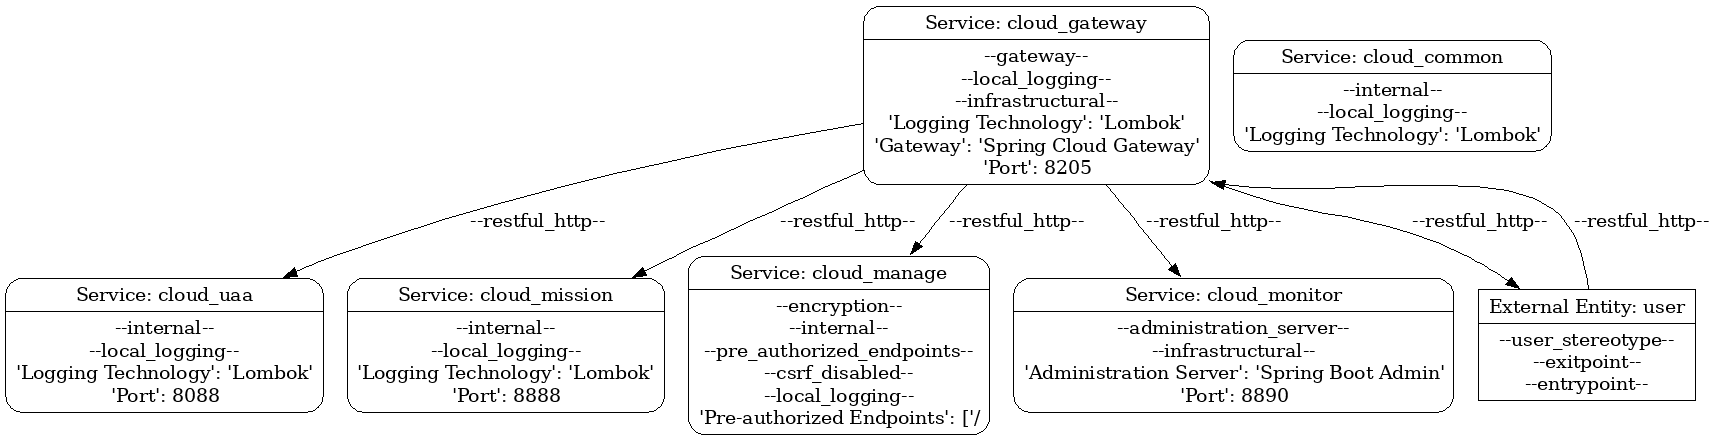 Service: cloud_gateway
--gateway--
--local_logging--
--infrastructural--
'Logging Technology': 'Lombok'
'Gateway': 'Spring Cloud Gateway'
'Port': 8205
Service: cloud_common
--internal--
--local_logging--
'Logging Technology': 'Lombok'
--restful_http--
--restful_http--
--restful_http--
--restful_http--
--restful_http--
--restful_http--
Service: cloud_uaa
--internal--
--local_logging--
'Logging Technology': 'Lombok'
'Port': 8088
Service: cloud_mission
--internal--
--local_logging--
'Logging Technology': 'Lombok'
'Port': 8888
Service: cloud_manage
--encryption--
--internal--
--pre_authorized_endpoints--
--csrf_disabled--
--local_logging--
'Pre-authorized Endpoints': ['/
Service: cloud_monitor
--administration_server--
--infrastructural--
'Administration Server': 'Spring Boot Admin'
'Port': 8890
External Entity: user
--user_stereotype--
--exitpoint--
--entrypoint--